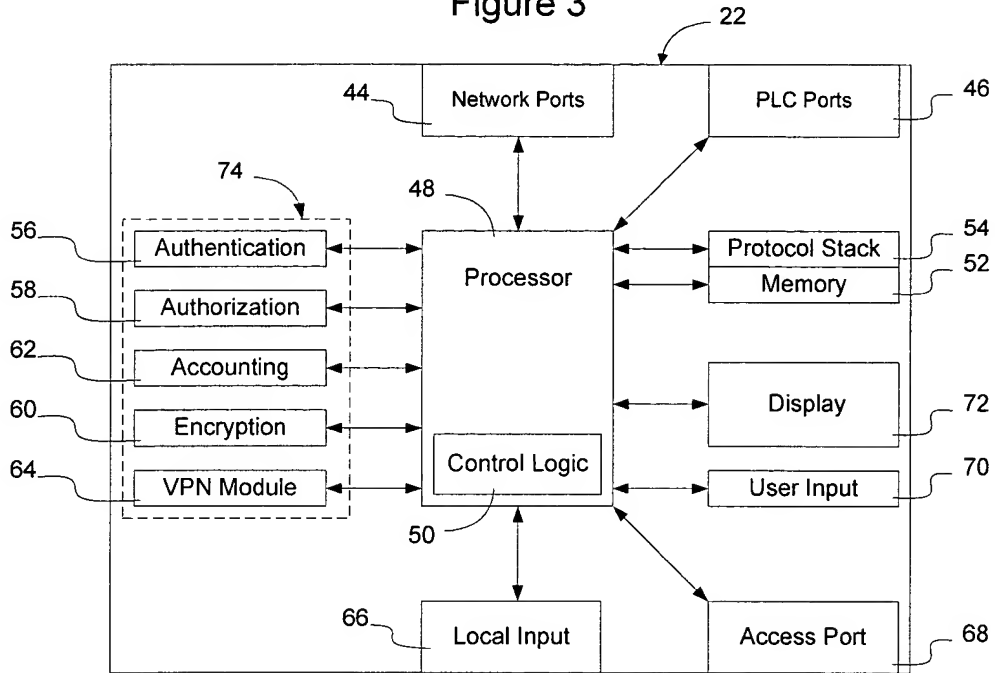 Figure 3
22
44
Network Ports
PLC Ports
46
74
48
56
Authentication
Processor
Protocol Stack
54
Memory
52
58
Authorization
62
Accounting
Display
72
60
Encryption
Control Logic
64
VPN Module
User Input
70
50
66
Local Input
Access Port
68